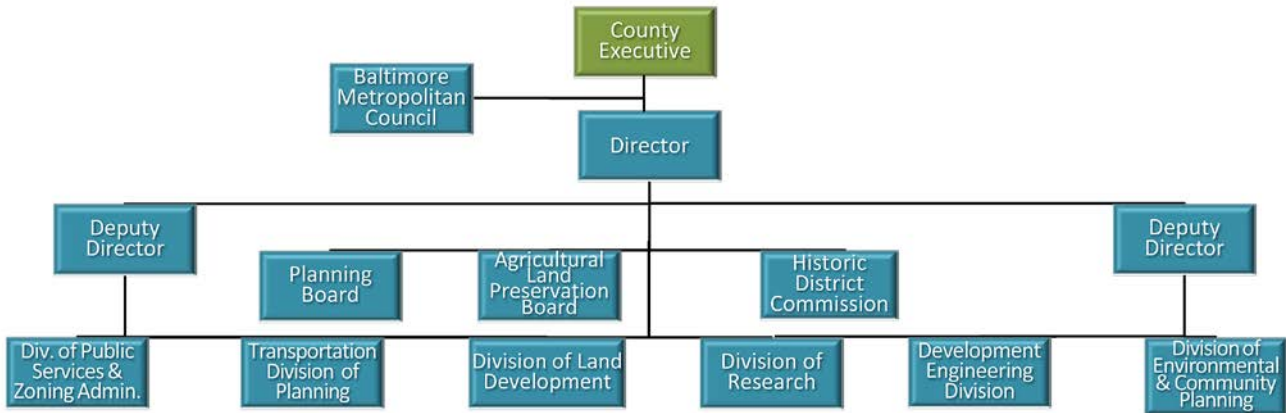 County
Executive
Baltimore
Metropolitan
Council
Director
Deputy
Director
Deputy
Director
Planning
Board
Agricultural
Land
Preservation
Board
Historic
District
Commission
Div. of Public
Services &
Zoning Admin.
Transportation
Division of
Planning
Division of Land
Development
Division of
Research
Development
Engineering
Division
Division of
Environmental
& Community
Planning